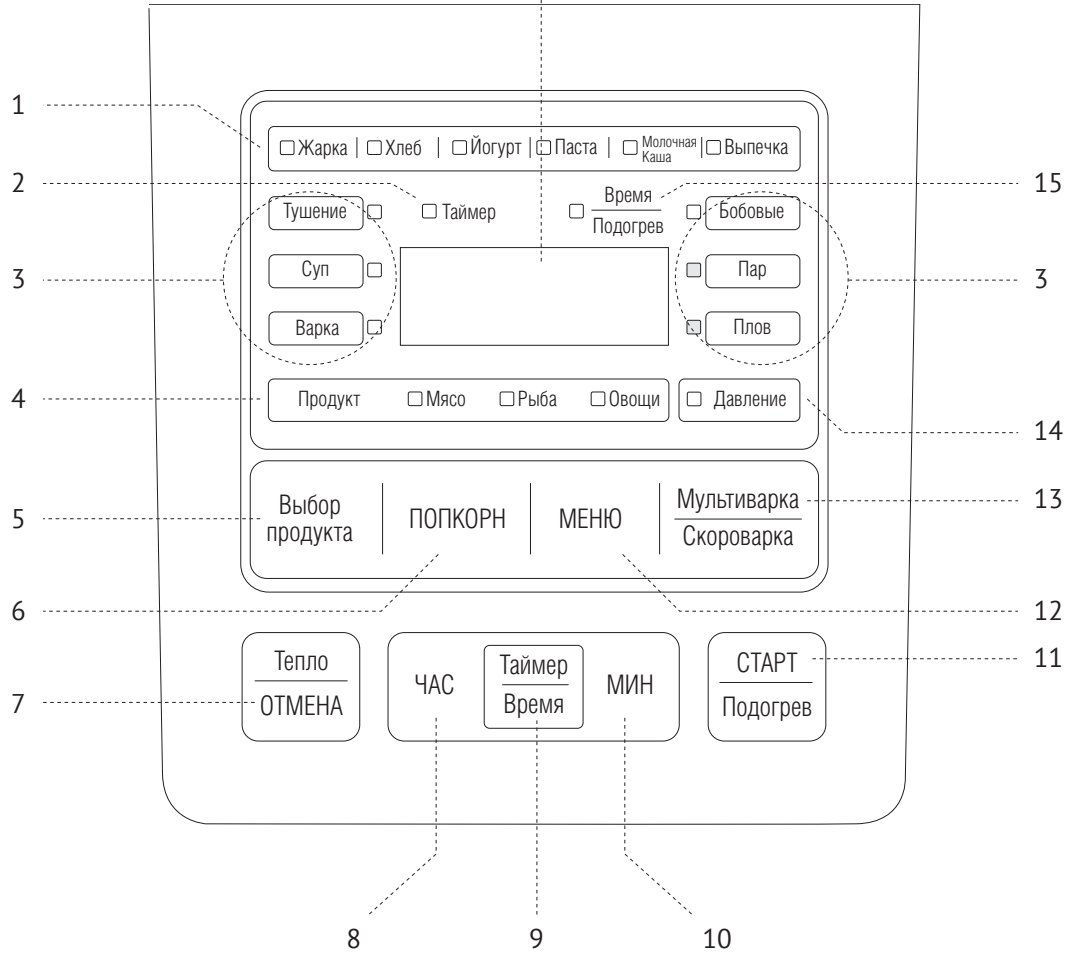 1
Жарка Хлеб Йогурт Паста Молочная Каша Выпечка
2
15
Тушение
Таймер
Время
Подогрев
Бобовые
3
Суп
Пар
3
Варка
Плов
4
Продукт Мясо Рыба Овощи
Давление
14
5
Выбор
продукта
ПОПКОРН
МЕНЮ
Мультиварка
Скороварка
13
6
12
7
Тепло
ОТМЕНА
ЧАС
Таймер
Время
МИН
СТАРТ
Подогрев
11
8
9
10